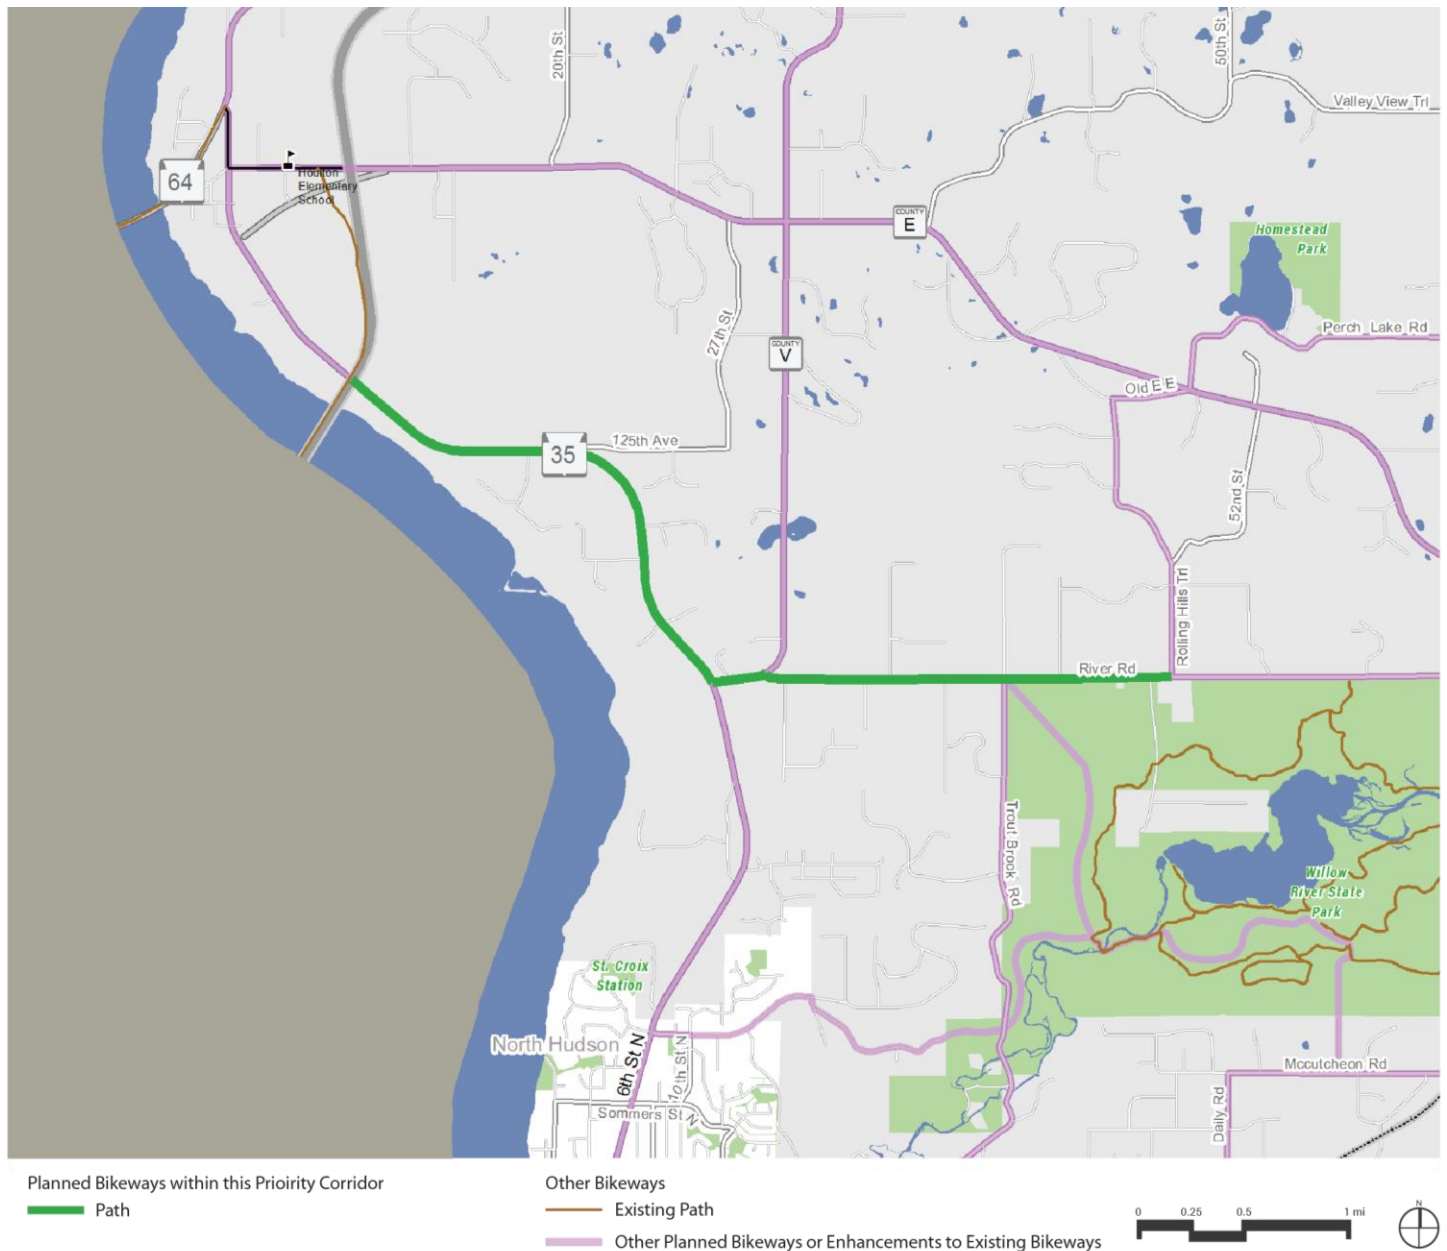 20th St
50th St
Valley View Trl
64
Houlton
Elementary
School
COUNTY
E
Homestead
Park
27th St
COUNTY
V
Perch Lake Rd
Old E E
125th Ave
35
52nd St
Rolling Hills Trl
River Rd
Trout Brook Rd
Willow
River State
Park
St. Croix
Station
North Hudson
6th St N
10th St N
Sommers St N
Mccutcheon Rd
Daily Rd
Planned Bikeways within this Prioirity Corridor
Path
Other Bikeways
Existing Path
Other Planned Bikeways or Enhancements to Existing Bikeways
0 0.25 0.5 1 mi
N